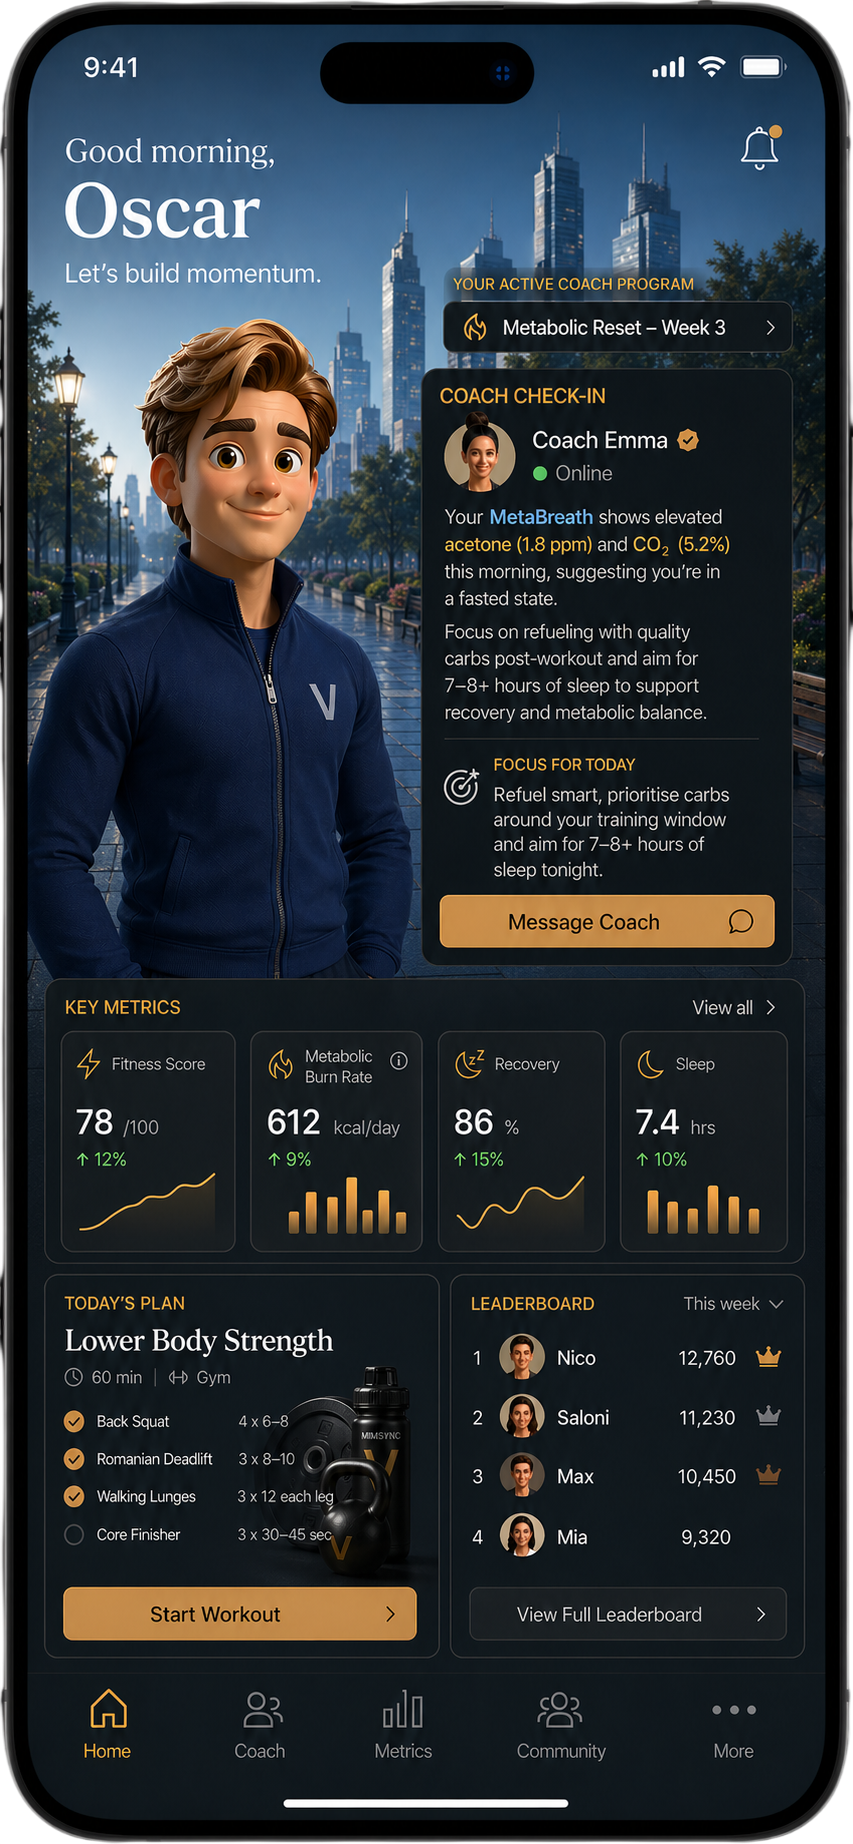 9:41
Good morning,
Oscar
Let's build momentum.
YOUR ACTIVE COACH PROGRAM
Metabolic Reset – Week 3
COACH CHECK-IN
Coach Emma
Online
Your MetaBreath shows elevated
acetone (1.8 ppm) and CO₂ (5.2%)
this morning, suggesting you're in
a fasted state.
Focus on refueling with quality
carbs post-workout and aim for
7–8+ hours of sleep to support
recovery and metabolic balance.
FOCUS FOR TODAY
Refuel smart, prioritise carbs
around your training window
and aim for 7–8+ hours of
sleep tonight.
Message Coach
V
KEY METRICS
View all
Fitness Score
78 /100
↑ 12%
Metabolic
Burn Rate
612 kcal/day
↑ 9%
Recovery
86 %
↑ 15%
Sleep
7.4 hrs
↑ 10%
TODAY'S PLAN
Lower Body Strength
60 min | Gym
Back Squat 4 x 6–8
Romanian Deadlift 3 x 8–10
Walking Lunges 3 x 12 each leg
Core Finisher 3 x 30–45 sec
MIMSYNC
V
V
Start Workout
LEADERBOARD
This week
1 Nico 12,760
2 Saloni 11,230
3 Max 10,450
4 Mia 9,320
View Full Leaderboard
Home
Coach
Metrics
Community
More